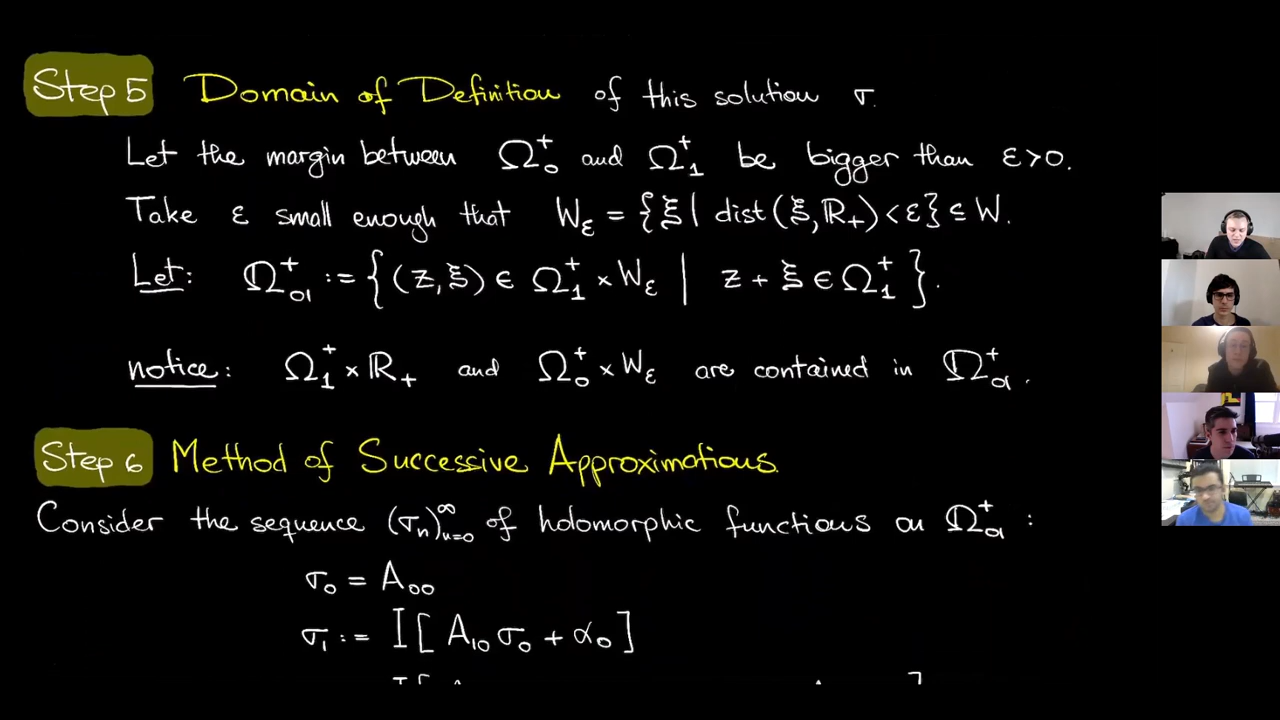 Step 5 Domain of Definition of this solution σ.
Let the margin between Ω₀⁺ and Ω₁⁺ be bigger than ε>0.
Take ε small enough that W_ε = {ξ | dist(ξ,ℝ₊) < ε} ⊆ W.
Let: Ω₀₁⁺ := {(z,ξ) ∈ Ω₁⁺ × W_ε | z + ξ ∈ Ω₁⁺}.
notice: Ω₁⁺ × ℝ₊ and Ω₀⁺ × W_ε are contained in Ω₀₁⁺.
Step 6 Method of Successive Approximations.
Consider the sequence (σₙ)ₙ₌₀^∞ of holomorphic functions on Ω₀₁⁺ :
σ₀ = A₀₀
σ₁ := I[A₁₀σ₀ + α₀]